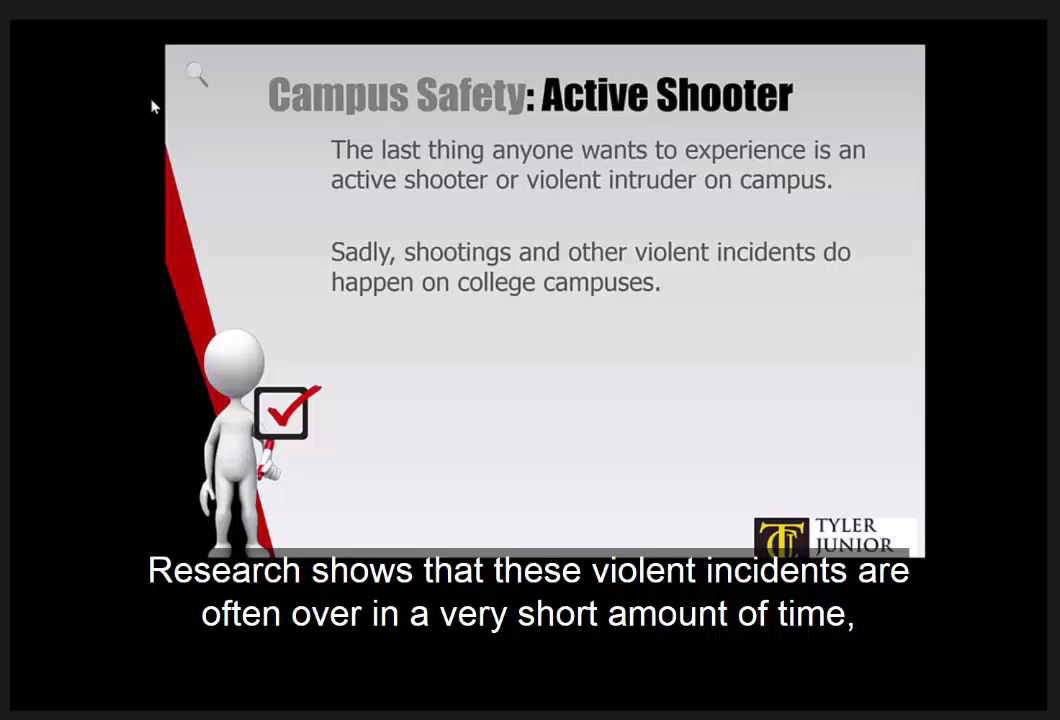 Campus Safety: Active Shooter
The last thing anyone wants to experience is an
active shooter or violent intruder on campus.
Sadly, shootings and other violent incidents do
happen on college campuses.
TYLER
JUNIOR
Research shows that these violent incidents are
often over in a very short amount of time,